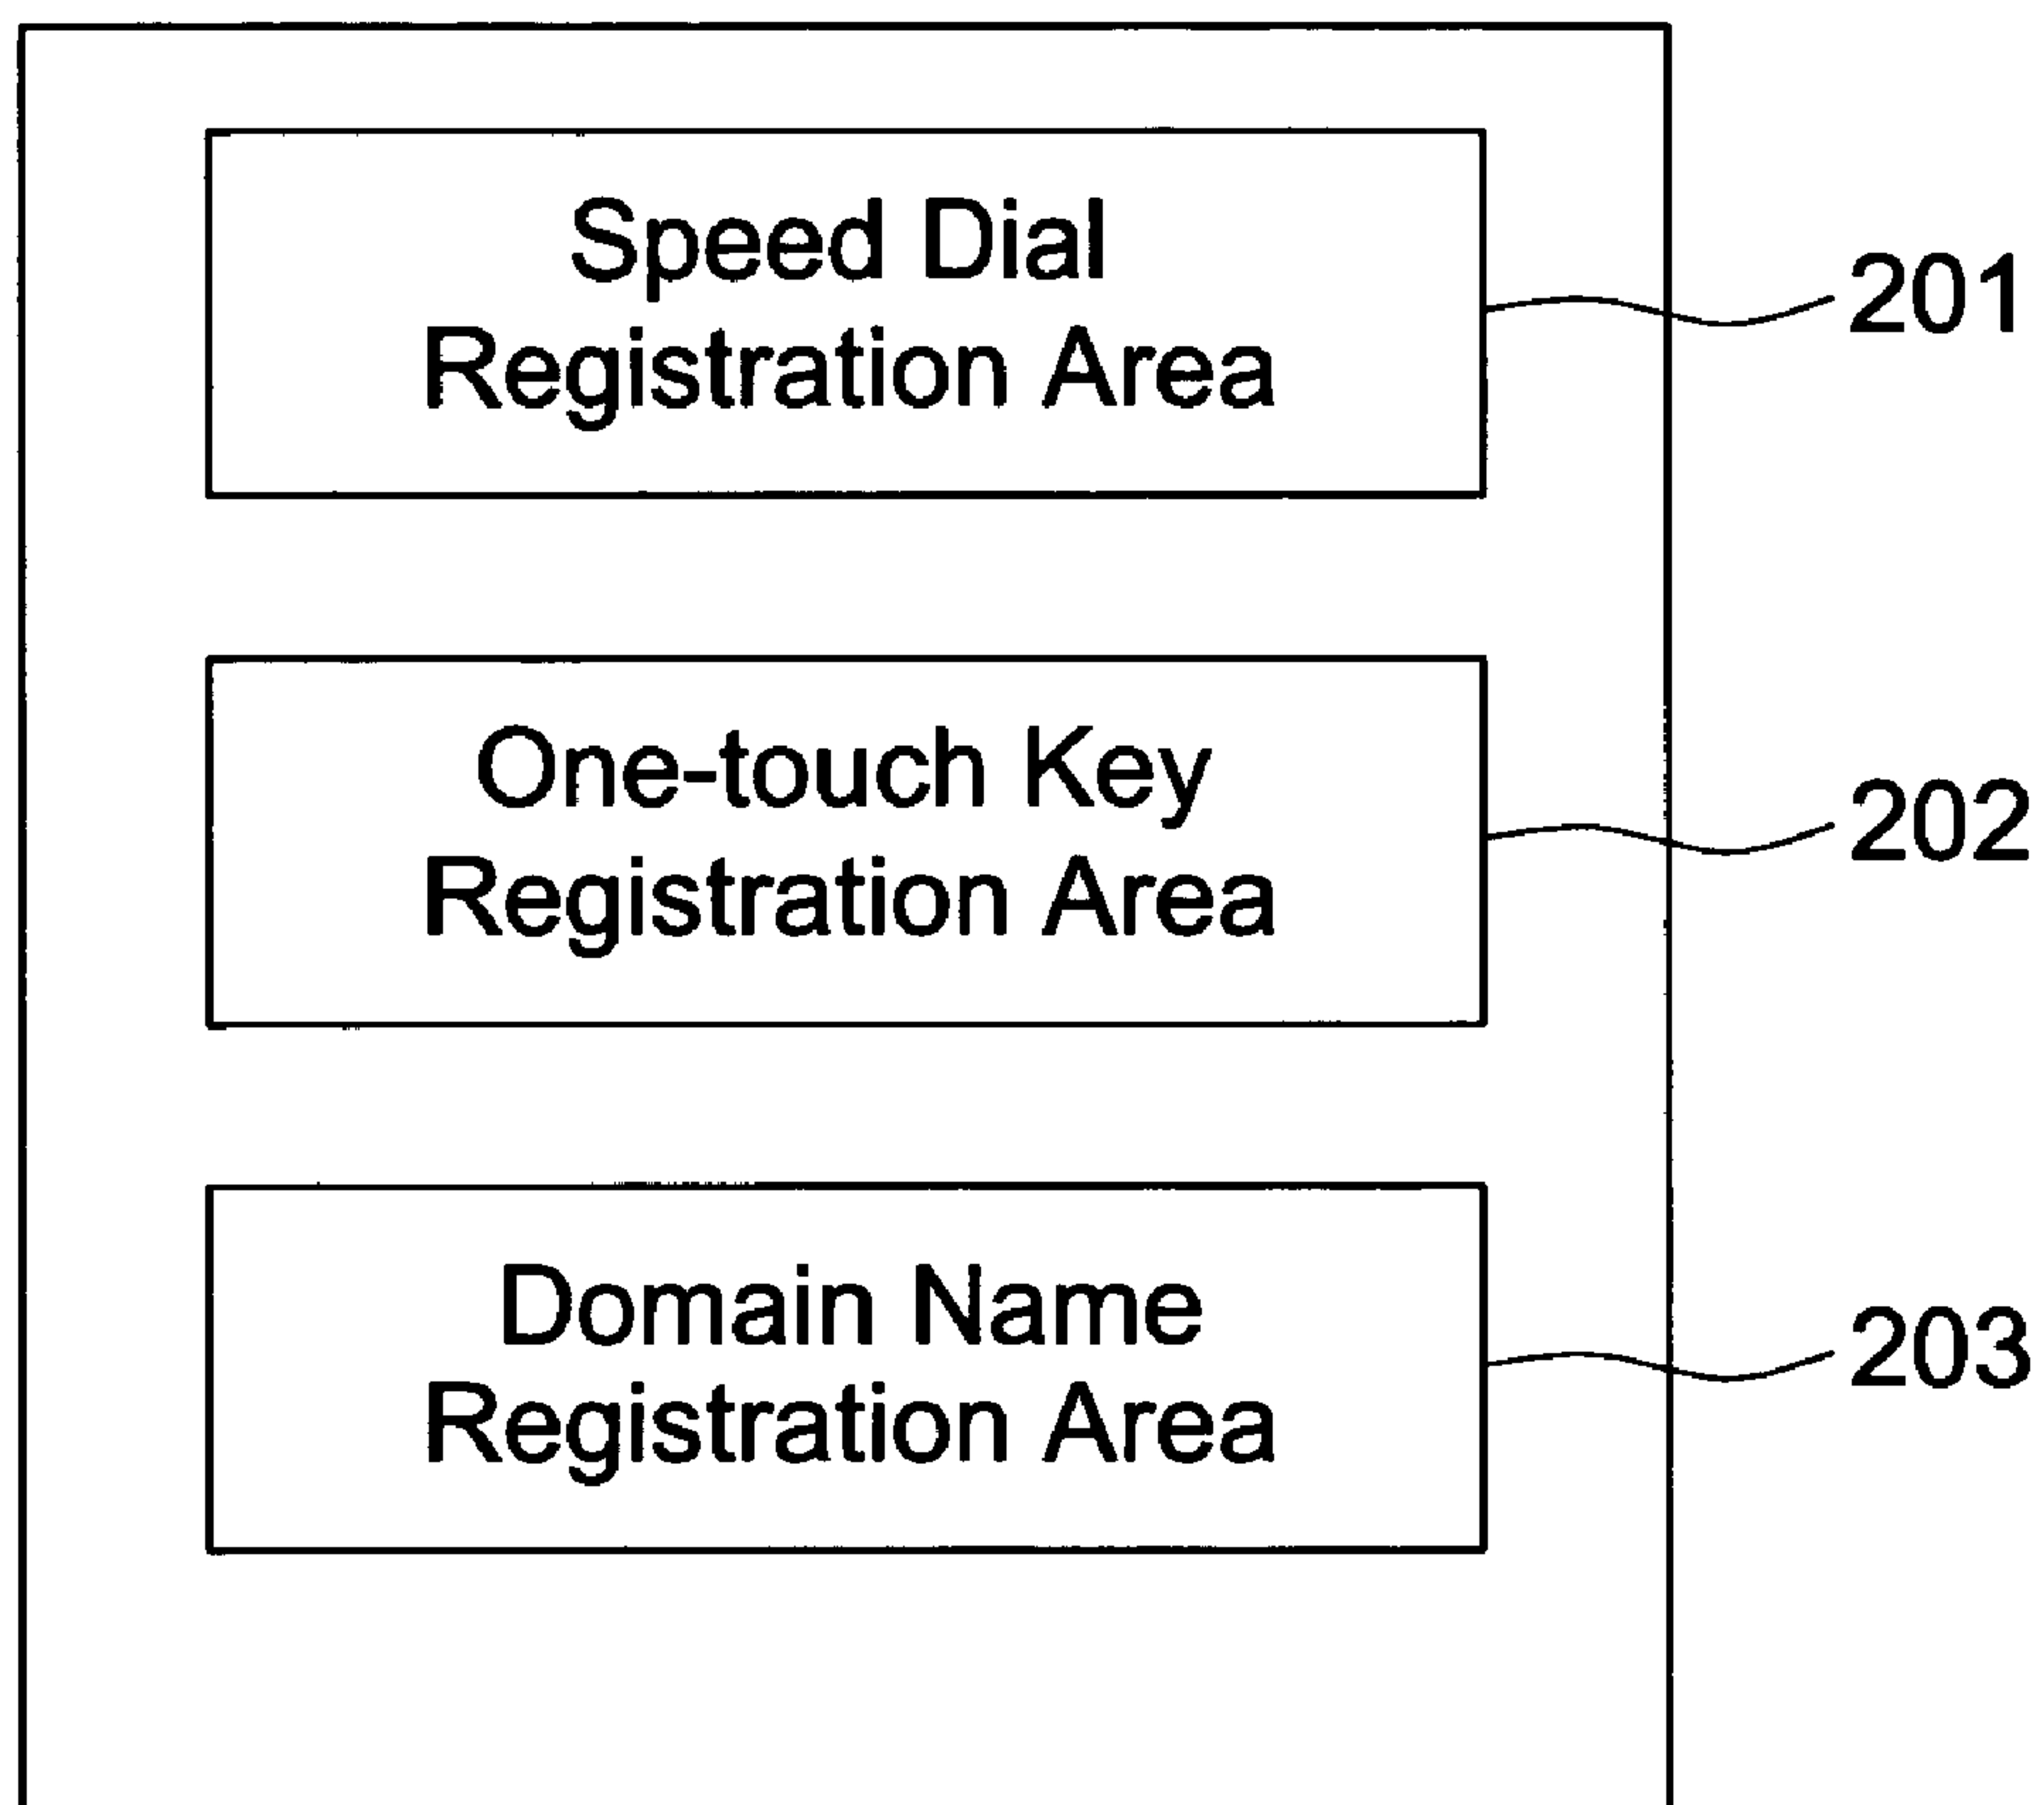 Speed Dial
Registration Area
201
One-touch Key
Registration Area
202
Domain Name
Registration Area
203